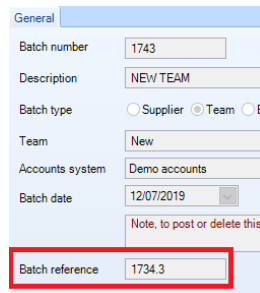 General
Batch number 1743
Description NEW TEAM
Batch type Supplier Team
Team New
Accounts system Demo accounts
Batch date 12/07/2019
Note, to post or delete this
Batch reference 1734.3